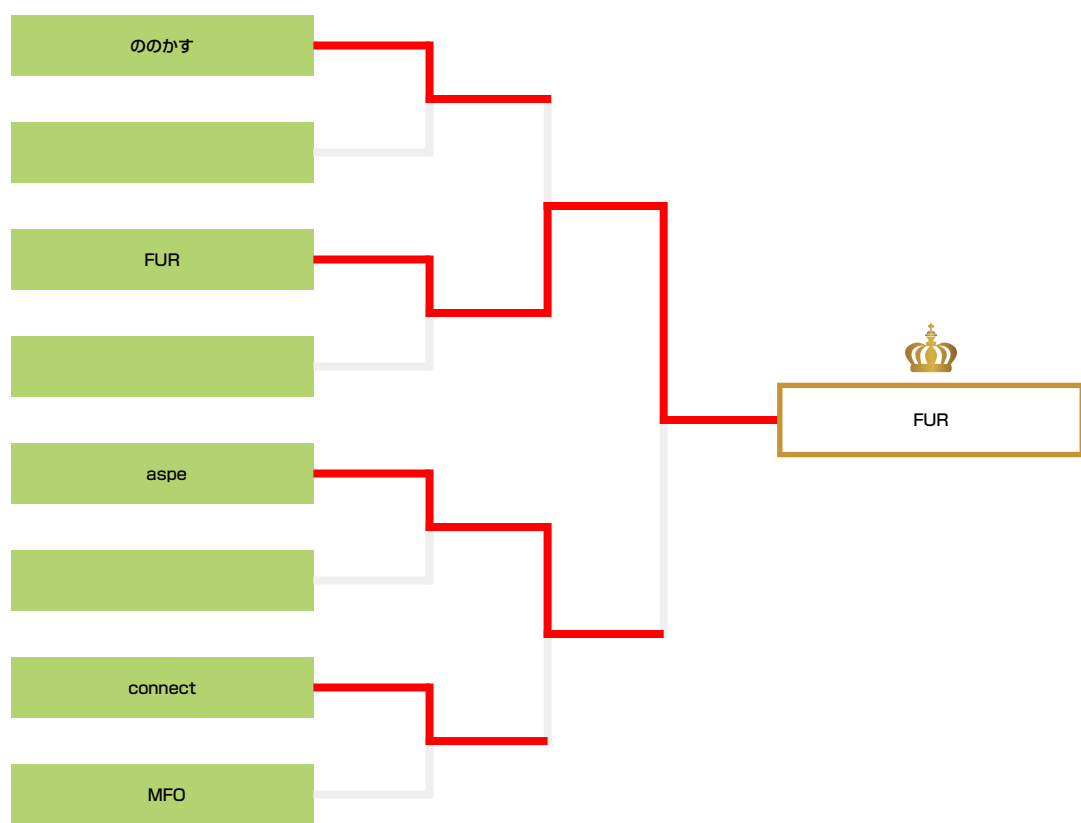 ののかす
FUR
aspe
connect
MFO
FUR